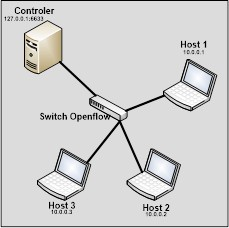 Controler
127.0.0.1:6633
Host 1
10.0.0.1
Switch Openflow
Host 3
10.0.0.3
Host 2
10.0.0.2